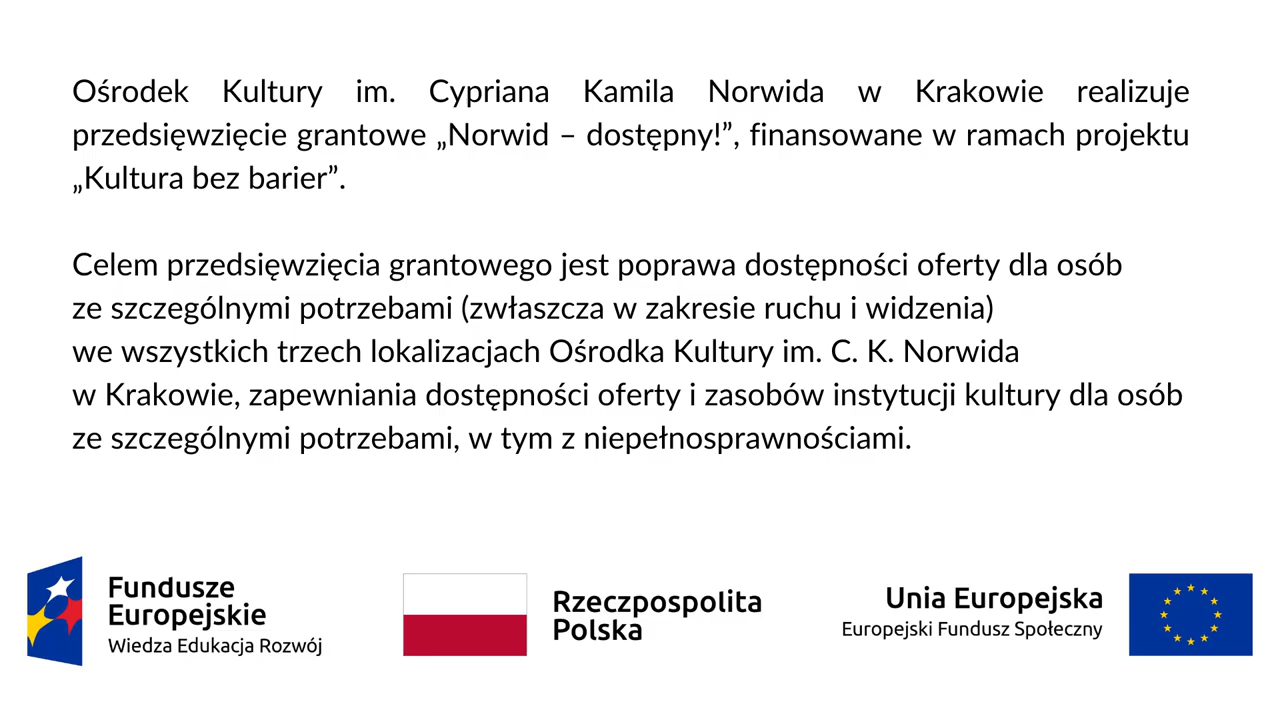 Ośrodek Kultury im. Cypriana Kamila Norwida w Krakowie realizuje
przedsięwzięcie grantowe „Norwid – dostępny!”, finansowane w ramach projektu
„Kultura bez barier”.
Celem przedsięwzięcia grantowego jest poprawa dostępności oferty dla osób
ze szczególnymi potrzebami (zwłaszcza w zakresie ruchu i widzenia)
we wszystkich trzech lokalizacjach Ośrodka Kultury im. C. K. Norwida
w Krakowie, zapewniania dostępności oferty i zasobów instytucji kultury dla osób
ze szczególnymi potrzebami, w tym z niepełnosprawnościami.
Fundusze
Europejskie
Wiedza Edukacja Rozwój
Rzeczpospolita
Polska
Unia Europejska
Europejski Fundusz Społeczny